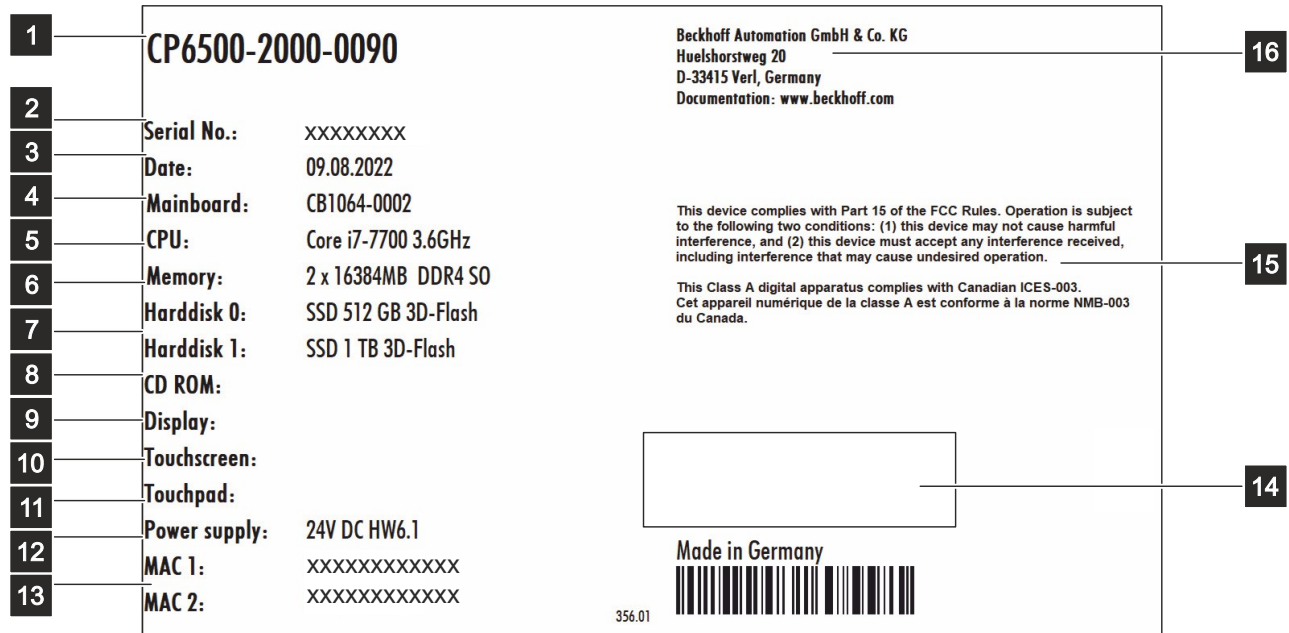 1
CP6500-2000-0090
Beckhoff Automation GmbH & Co. KG
Huelshorstweg 20
D-33415 Verl, Germany
Documentation: www.beckhoff.com
16
2
Serial No.: XXXXXXXX
3
Date: 09.08.2022
4
Mainboard: CB1064-0002
5
CPU: Core i7-7700 3.6GHz
6
Memory: 2 x 16384MB DDR4 SO
7
Harddisk 0: SSD 512 GB 3D-Flash
Harddisk 1: SSD 1 TB 3D-Flash
8
CD ROM:
9
Display:
10
Touchscreen:
11
Touchpad:
12
Power supply: 24V DC HW6.1
13
MAC 1: XXXXXXXXXXXX
MAC 2: XXXXXXXXXXXX
This device complies with Part 15 of the FCC Rules. Operation is subject
to the following two conditions: (1) this device may not cause harmful
interference, and (2) this device must accept any interference received,
including interference that may cause undesired operation.
15
This Class A digital apparatus complies with Canadian ICES-003.
Cet appareil numérique de la classe A est conforme à la norme NMB-003
du Canada.
14
Made in Germany
356.01